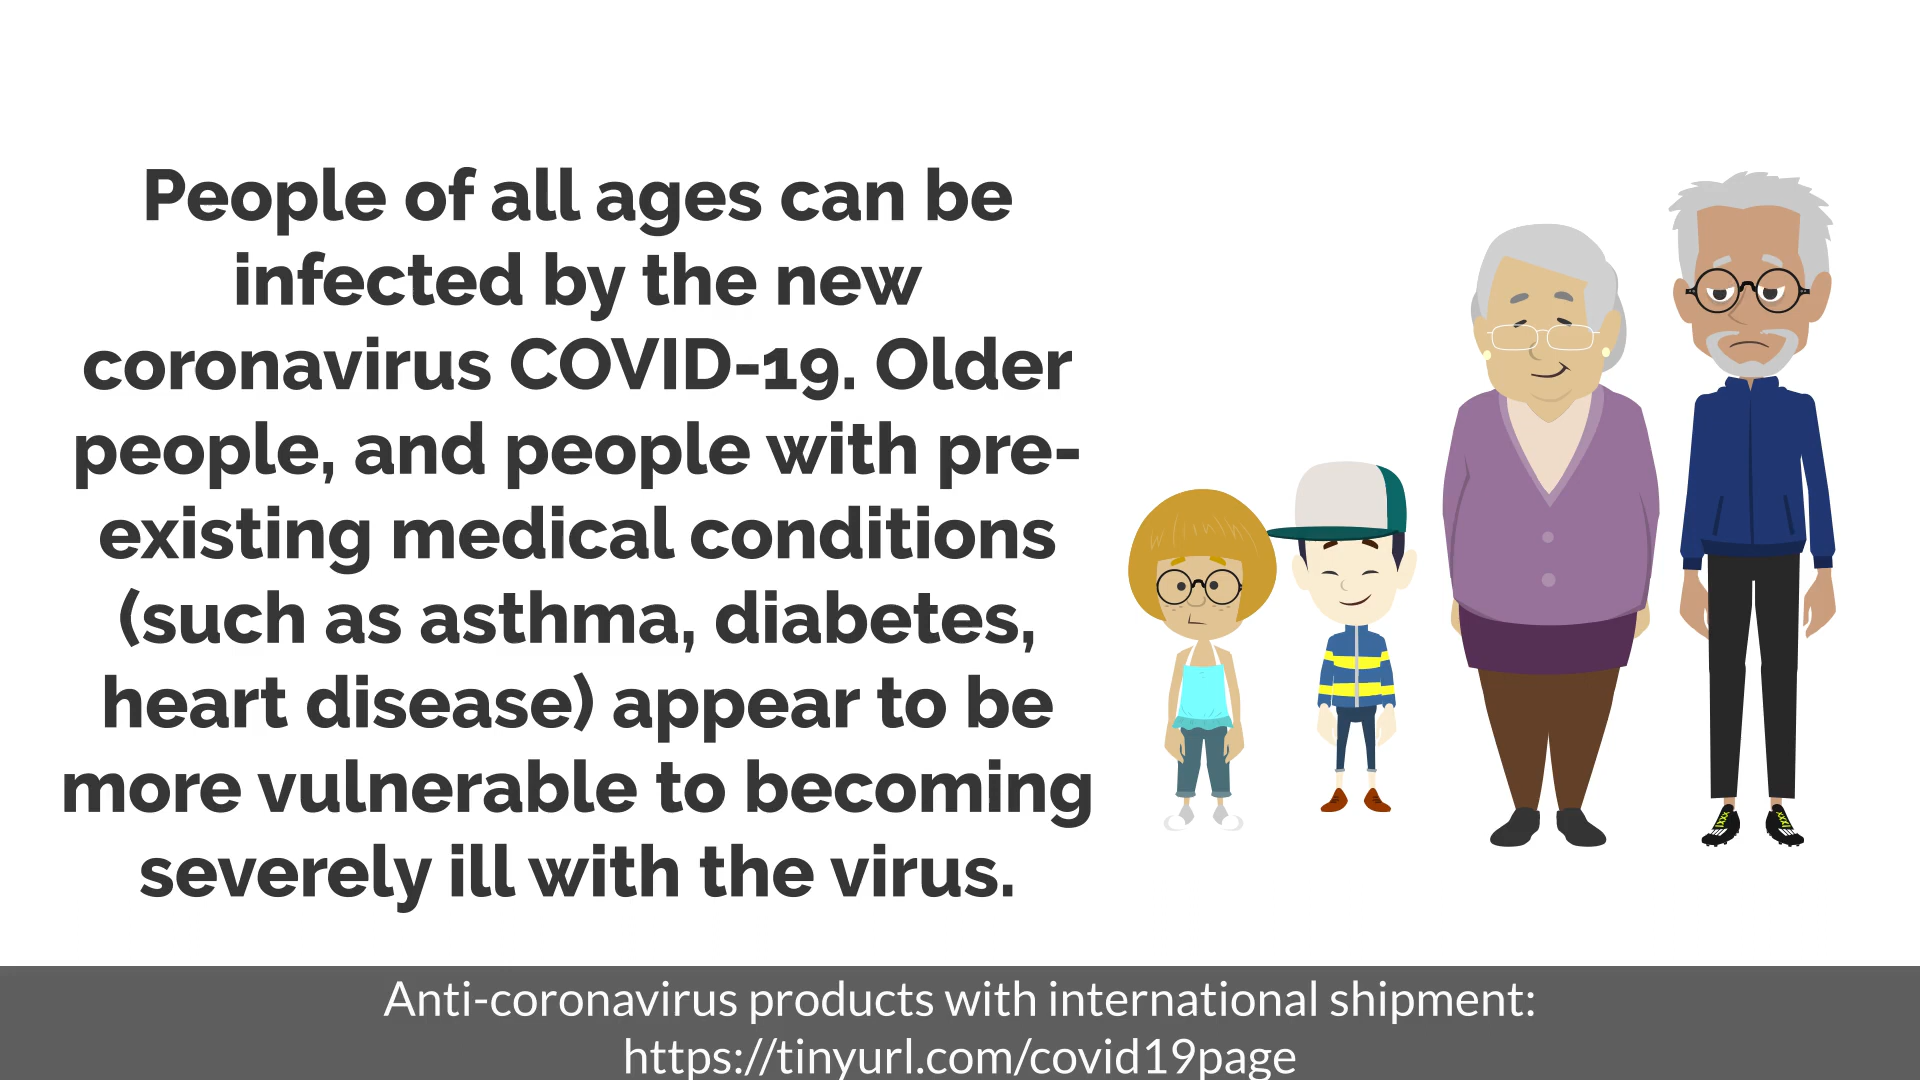 People of all ages can be
infected by the new
coronavirus COVID-19. Older
people, and people with pre-
existing medical conditions
(such as asthma, diabetes,
heart disease) appear to be
more vulnerable to becoming
severely ill with the virus.
Anti-coronavirus products with international shipment:
https://tinyurl.com/covid19page